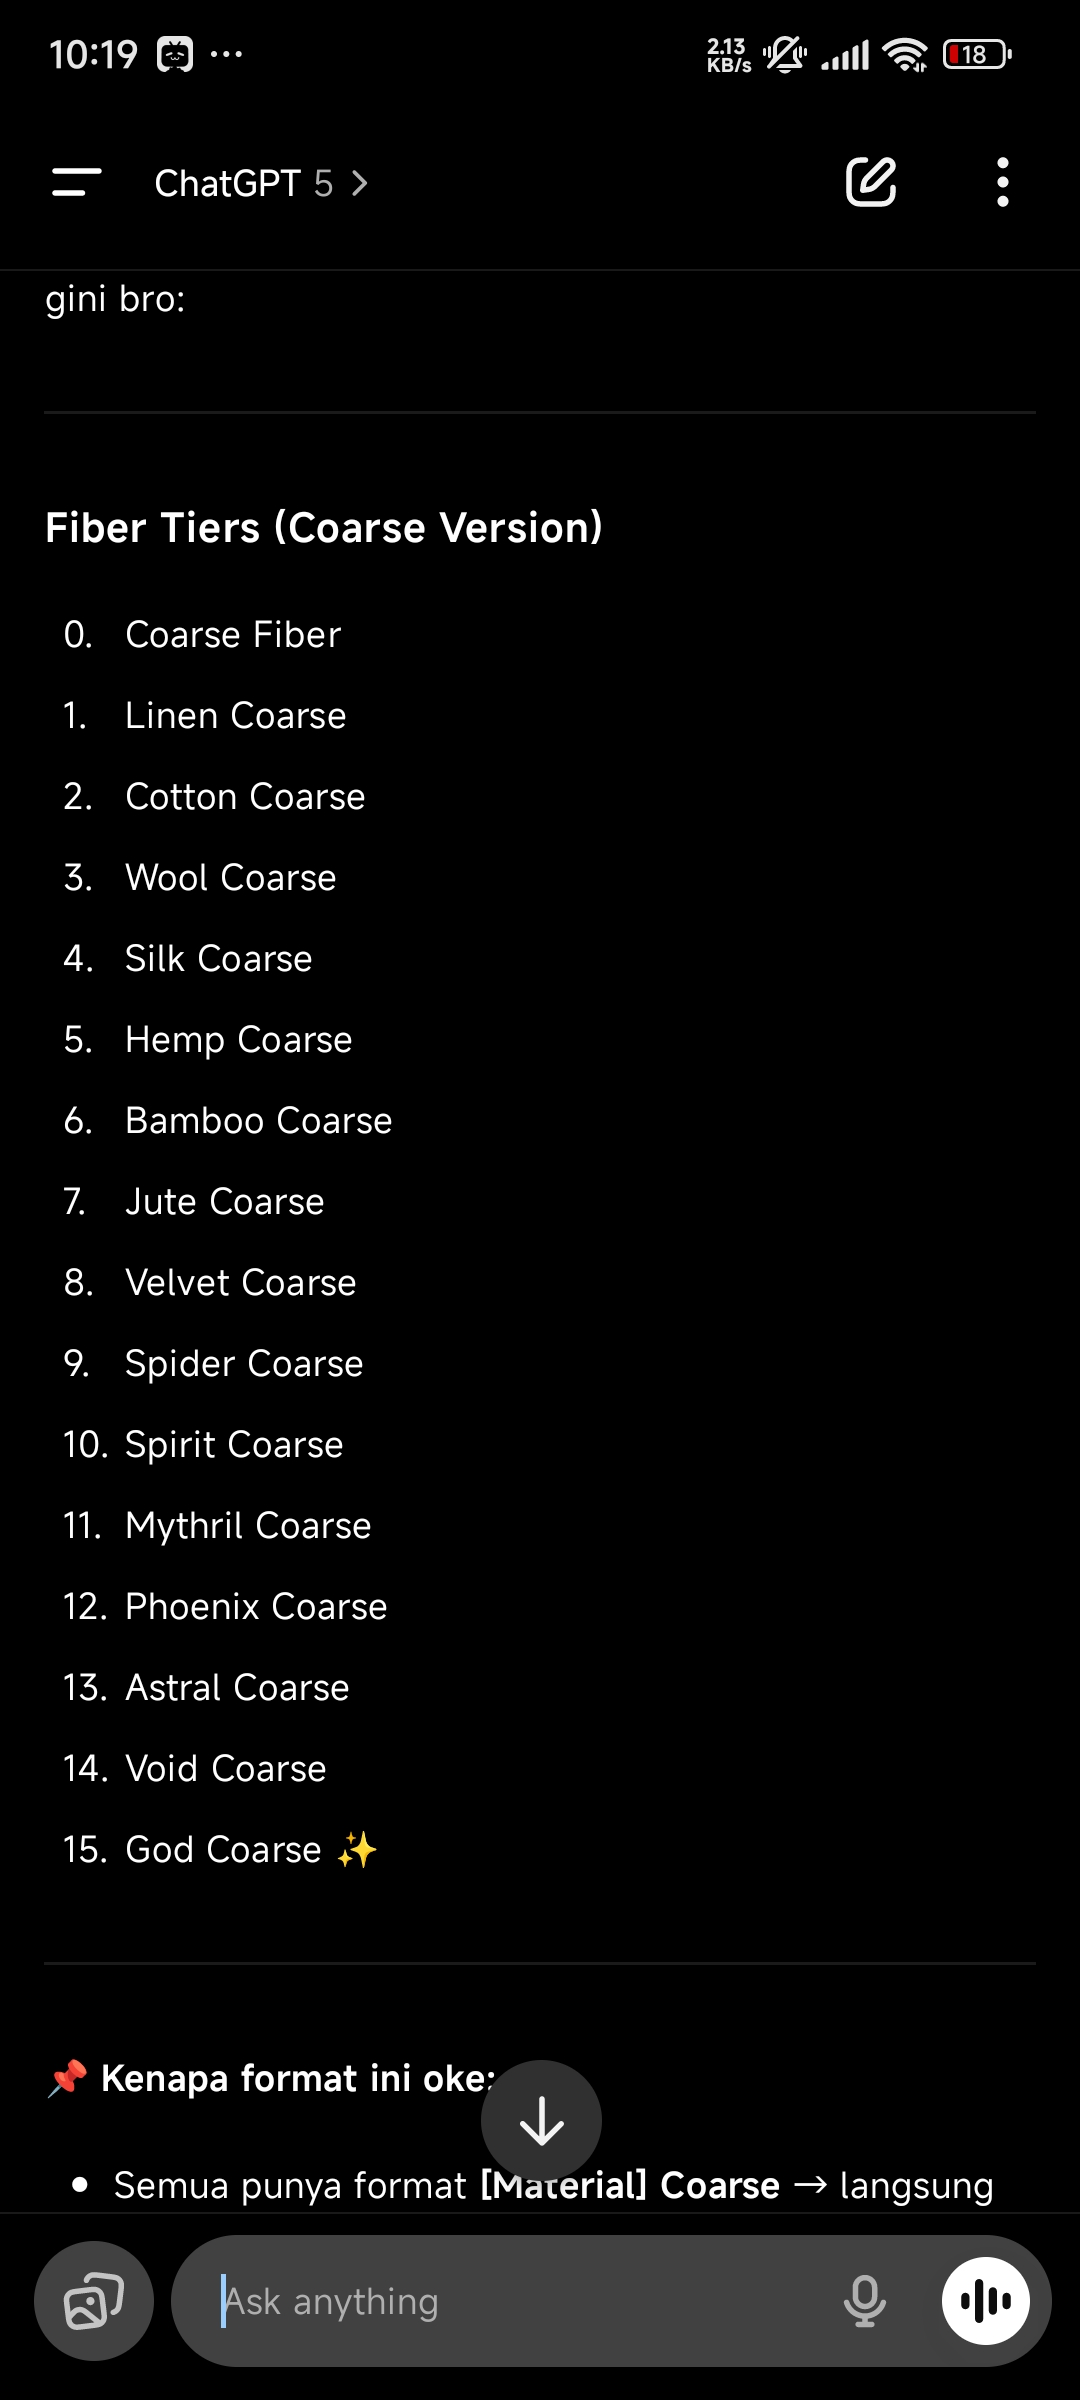 10:19
2.13 KB/s
18
ChatGPT 5 >
gini bro:
Fiber Tiers (Coarse Version)
0. Coarse Fiber
1. Linen Coarse
2. Cotton Coarse
3. Wool Coarse
4. Silk Coarse
5. Hemp Coarse
6. Bamboo Coarse
7. Jute Coarse
8. Velvet Coarse
9. Spider Coarse
10. Spirit Coarse
11. Mythril Coarse
12. Phoenix Coarse
13. Astral Coarse
14. Void Coarse
15. God Coarse ✨
📌 Kenapa format ini oke:
• Semua punya format [Material] Coarse → langsung
Ask anything